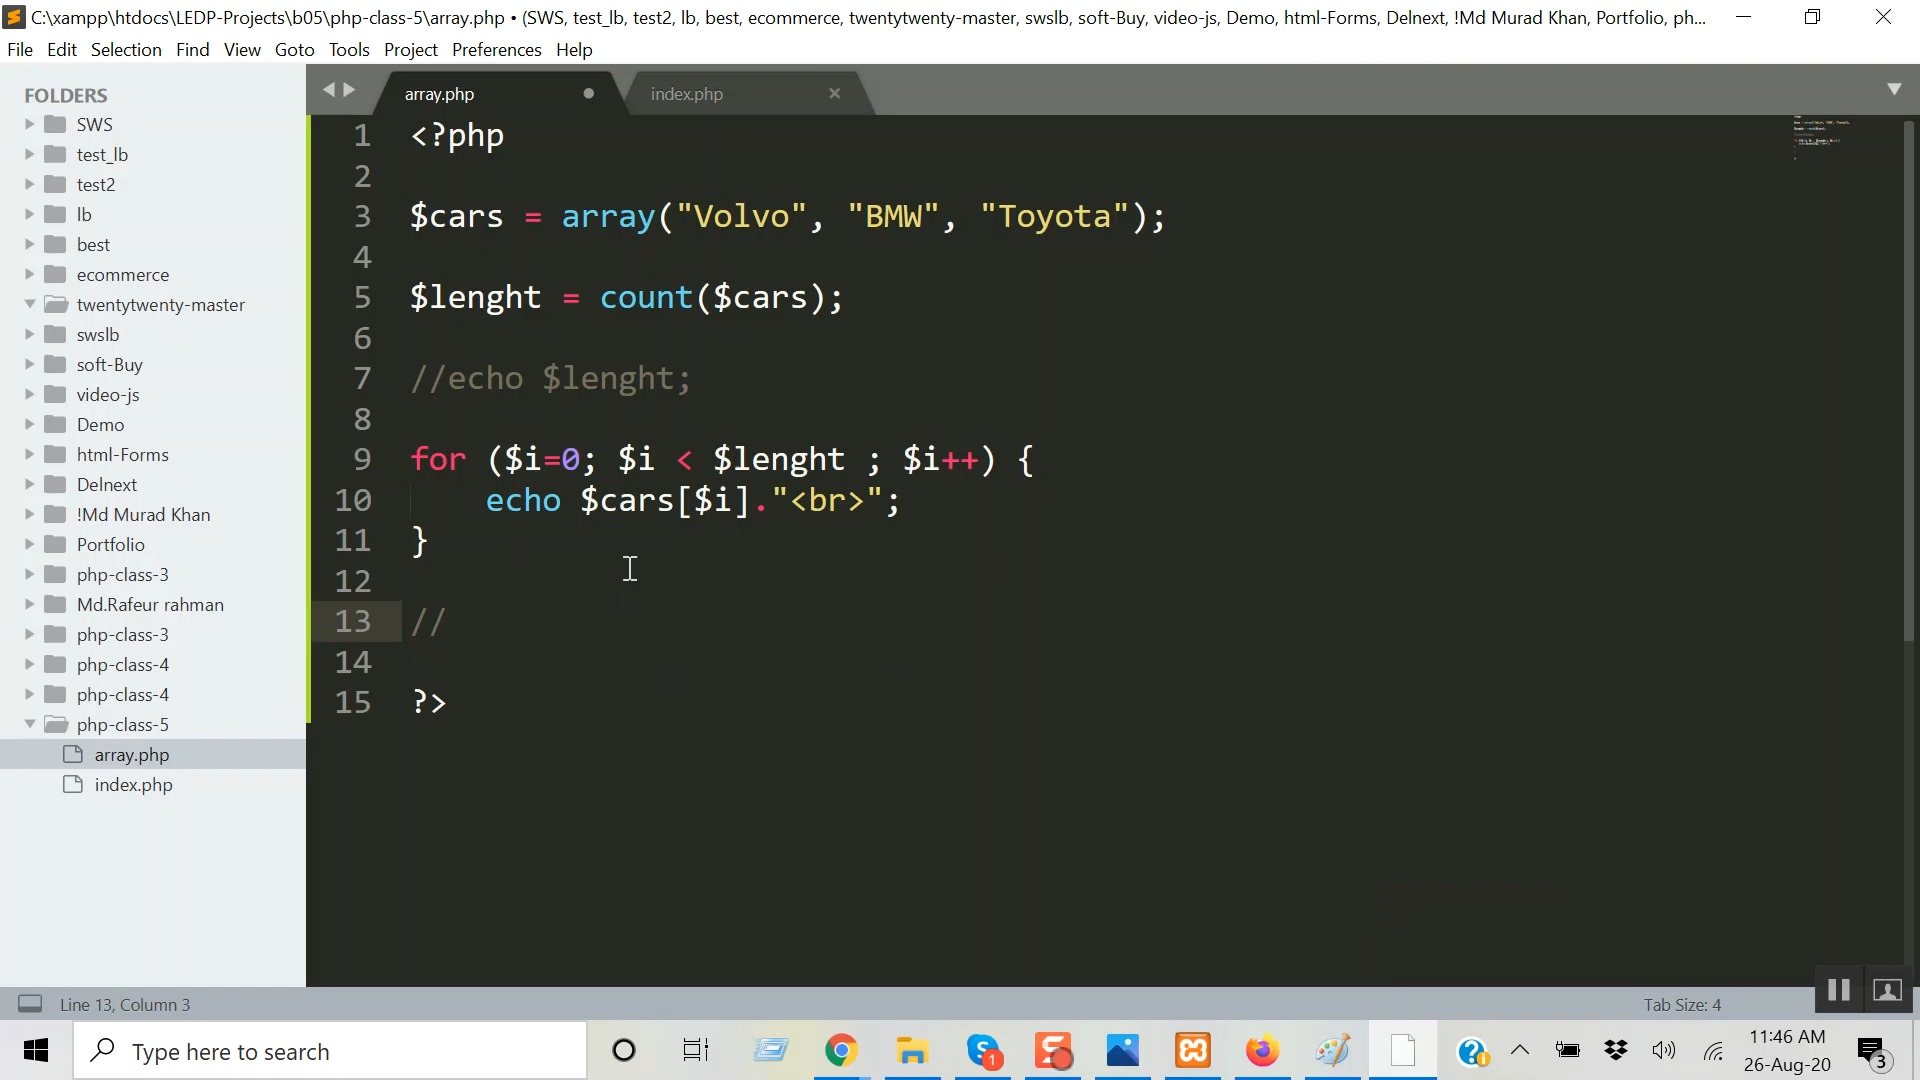 C:\xampp\htdocs\LEDP-Projects\b05\php-class-5\array.php • (SWS, test_lb, test2, lb, best, ecommerce, twentytwenty-master, swslb, soft-Buy, video-js, Demo, html-Forms, Delnext, !Md Murad Khan, Portfolio, ph...
File Edit Selection Find View Goto Tools Project Preferences Help
FOLDERS
SWS
test_lb
test2
lb
best
ecommerce
twentytwenty-master
swslb
soft-Buy
video-js
Demo
html-Forms
Delnext
!Md Murad Khan
Portfolio
php-class-3
Md.Rafeur rahman
php-class-3
php-class-4
php-class-4
php-class-5
array.php
index.php
array.php index.php
1 <?php
2
3 $cars = array("Volvo", "BMW", "Toyota");
4
5 $lenght = count($cars);
6
7 //echo $lenght;
8
9 for ($i=0; $i < $lenght ; $i++) {
10 echo $cars[$i]."<br>";
11 }
12
13 //
14
15 ?>
Line 13, Column 3 Tab Size: 4
Type here to search
1
11:46 AM
26-Aug-20
3